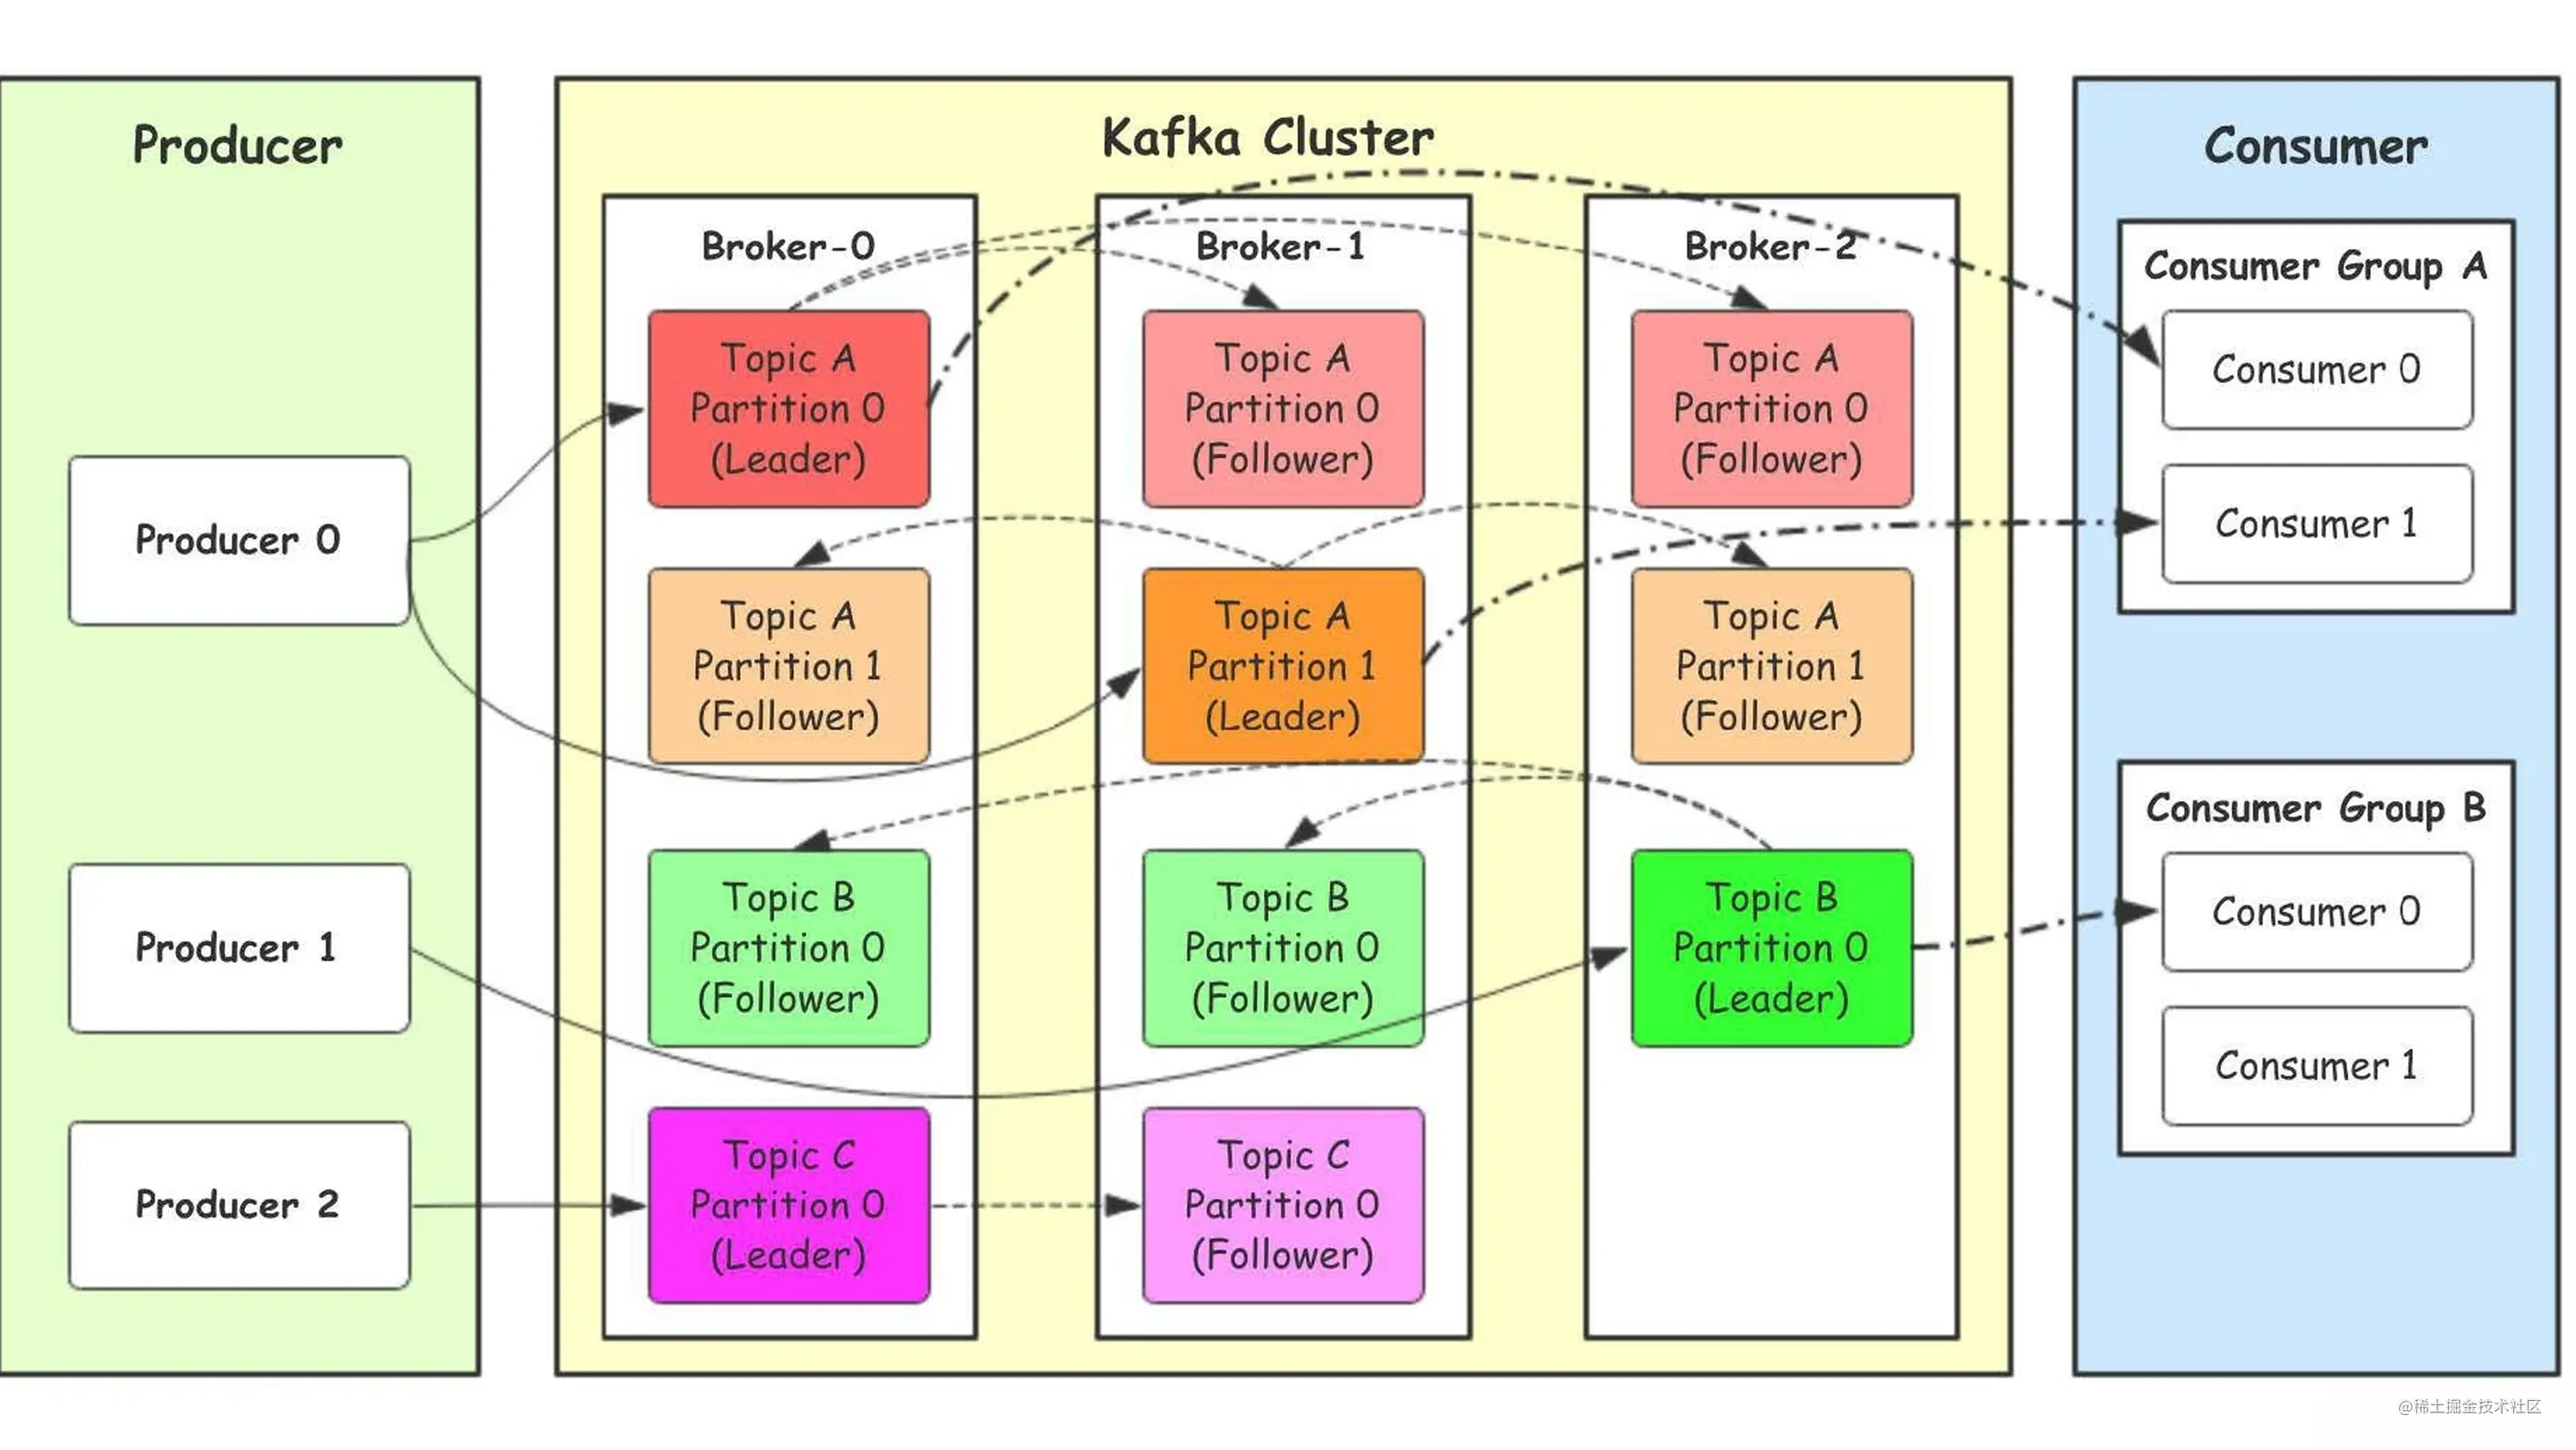 Producer
Producer 0
Producer 1
Producer 2
Kafka Cluster
Broker-0
Topic A
Partition 0
(Leader)
Topic A
Partition 1
(Follower)
Topic B
Partition 0
(Follower)
Topic C
Partition 0
(Leader)
Broker-1
Topic A
Partition 0
(Follower)
Topic A
Partition 1
(Leader)
Topic B
Partition 0
(Follower)
Topic C
Partition 0
(Follower)
Broker-2
Topic A
Partition 0
(Follower)
Topic A
Partition 1
(Follower)
Topic B
Partition 0
(Leader)
Consumer
Consumer Group A
Consumer 0
Consumer 1
Consumer Group B
Consumer 0
Consumer 1
@稀土掘金技术社区